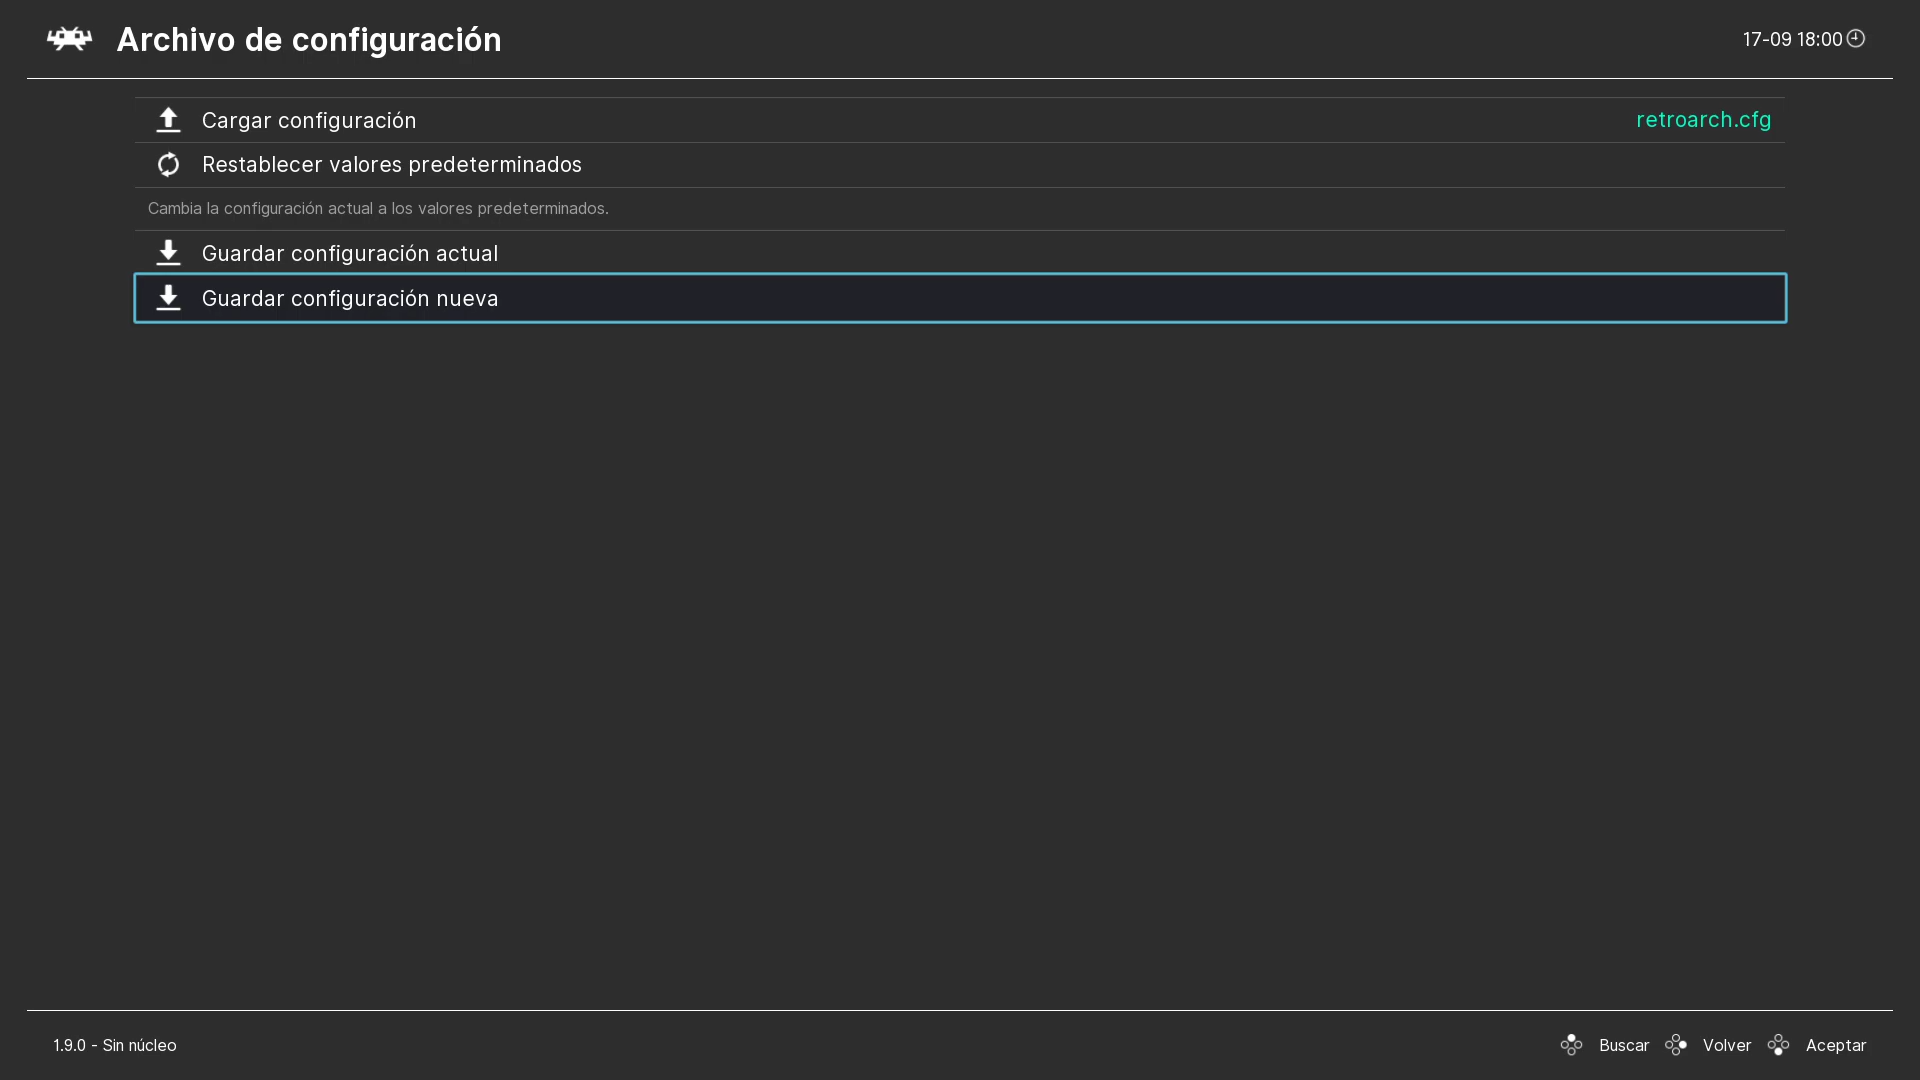 Archivo de configuración
17-09 18:00
Cargar configuración retroarch.cfg
Restablecer valores predeterminados
Cambia la configuración actual a los valores predeterminados.
Guardar configuración actual
Guardar configuración nueva
1.9.0 - Sin núcleo
Buscar Volver Aceptar